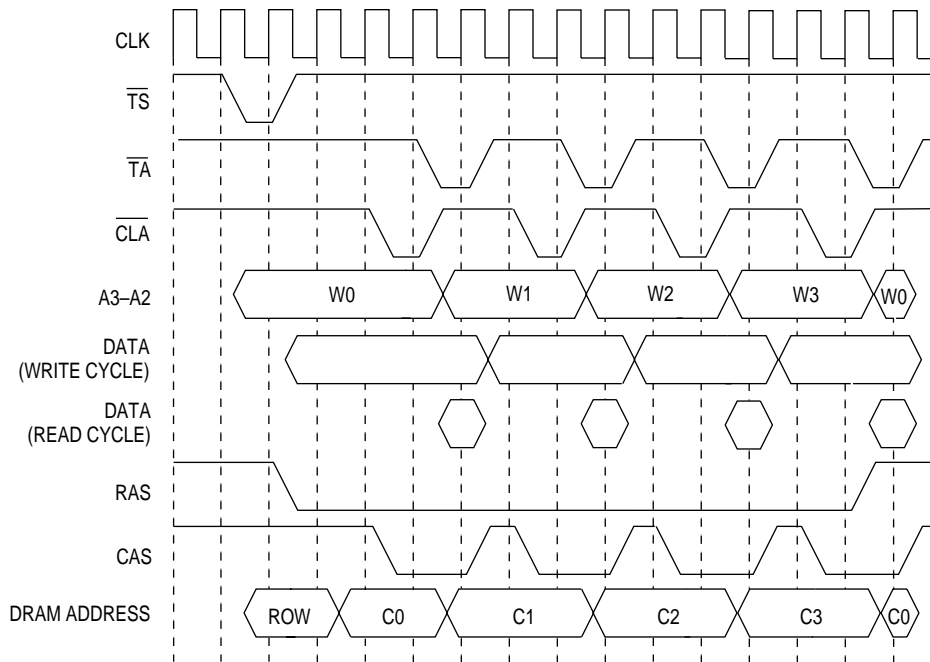 CLK
TS
TA
CLA
A3–A2 W0 W1 W2 W3 W0
DATA
(WRITE CYCLE)
DATA
(READ CYCLE)
RAS
CAS
DRAM ADDRESS ROW C0 C1 C2 C3 C0